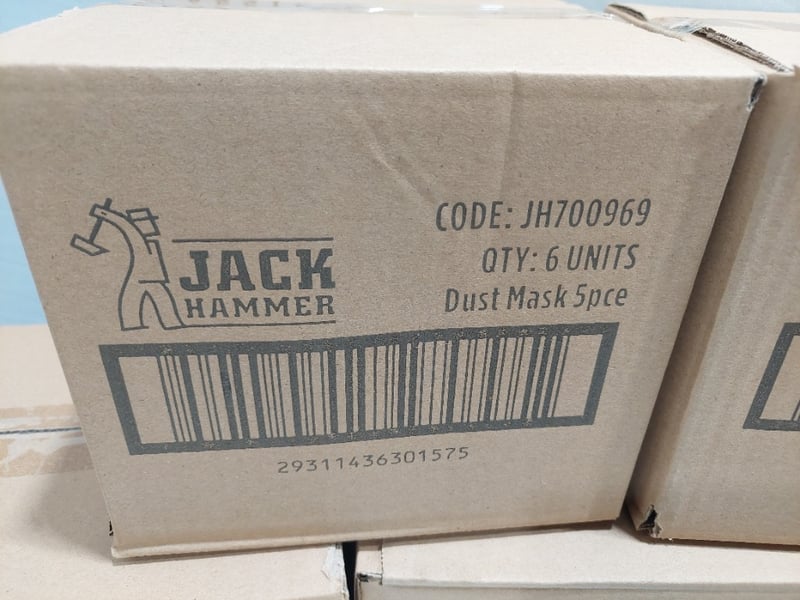 JACK
HAMMER
CODE: JH700969
QTY: 6 UNITS
Dust Mask 5pce
29311436301575